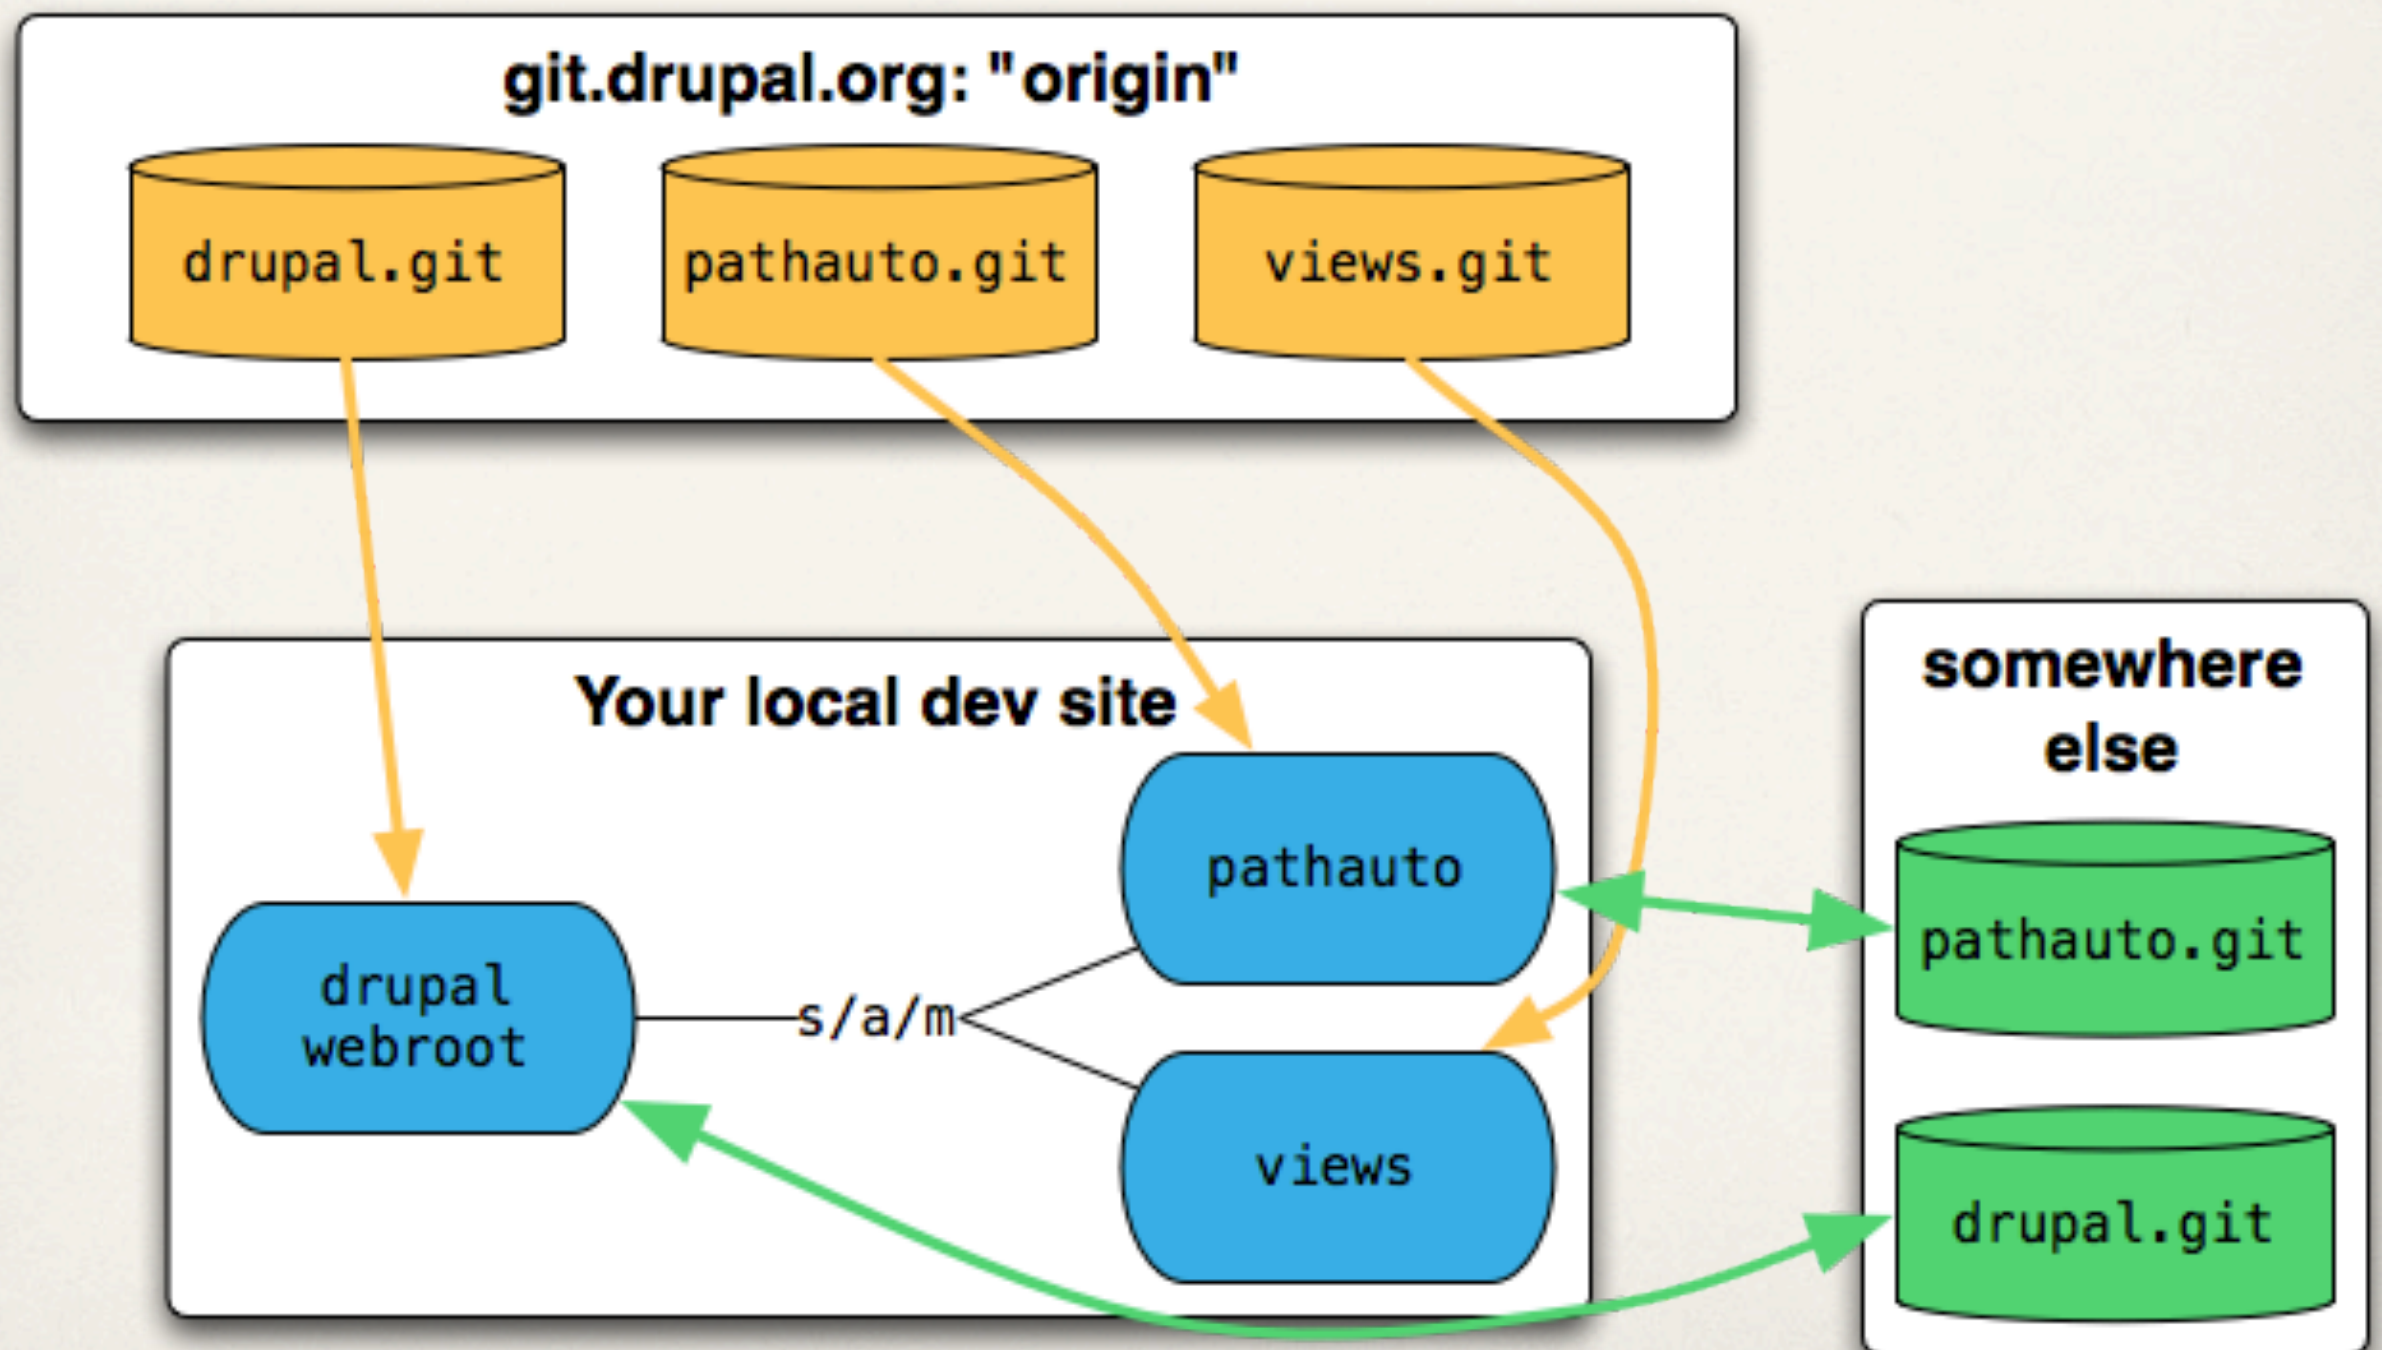 git.drupal.org: "origin"
drupal.git
pathauto.git
views.git
Your local dev site
drupal
webroot
s/a/m
pathauto
views
somewhere
else
pathauto.git
drupal.git